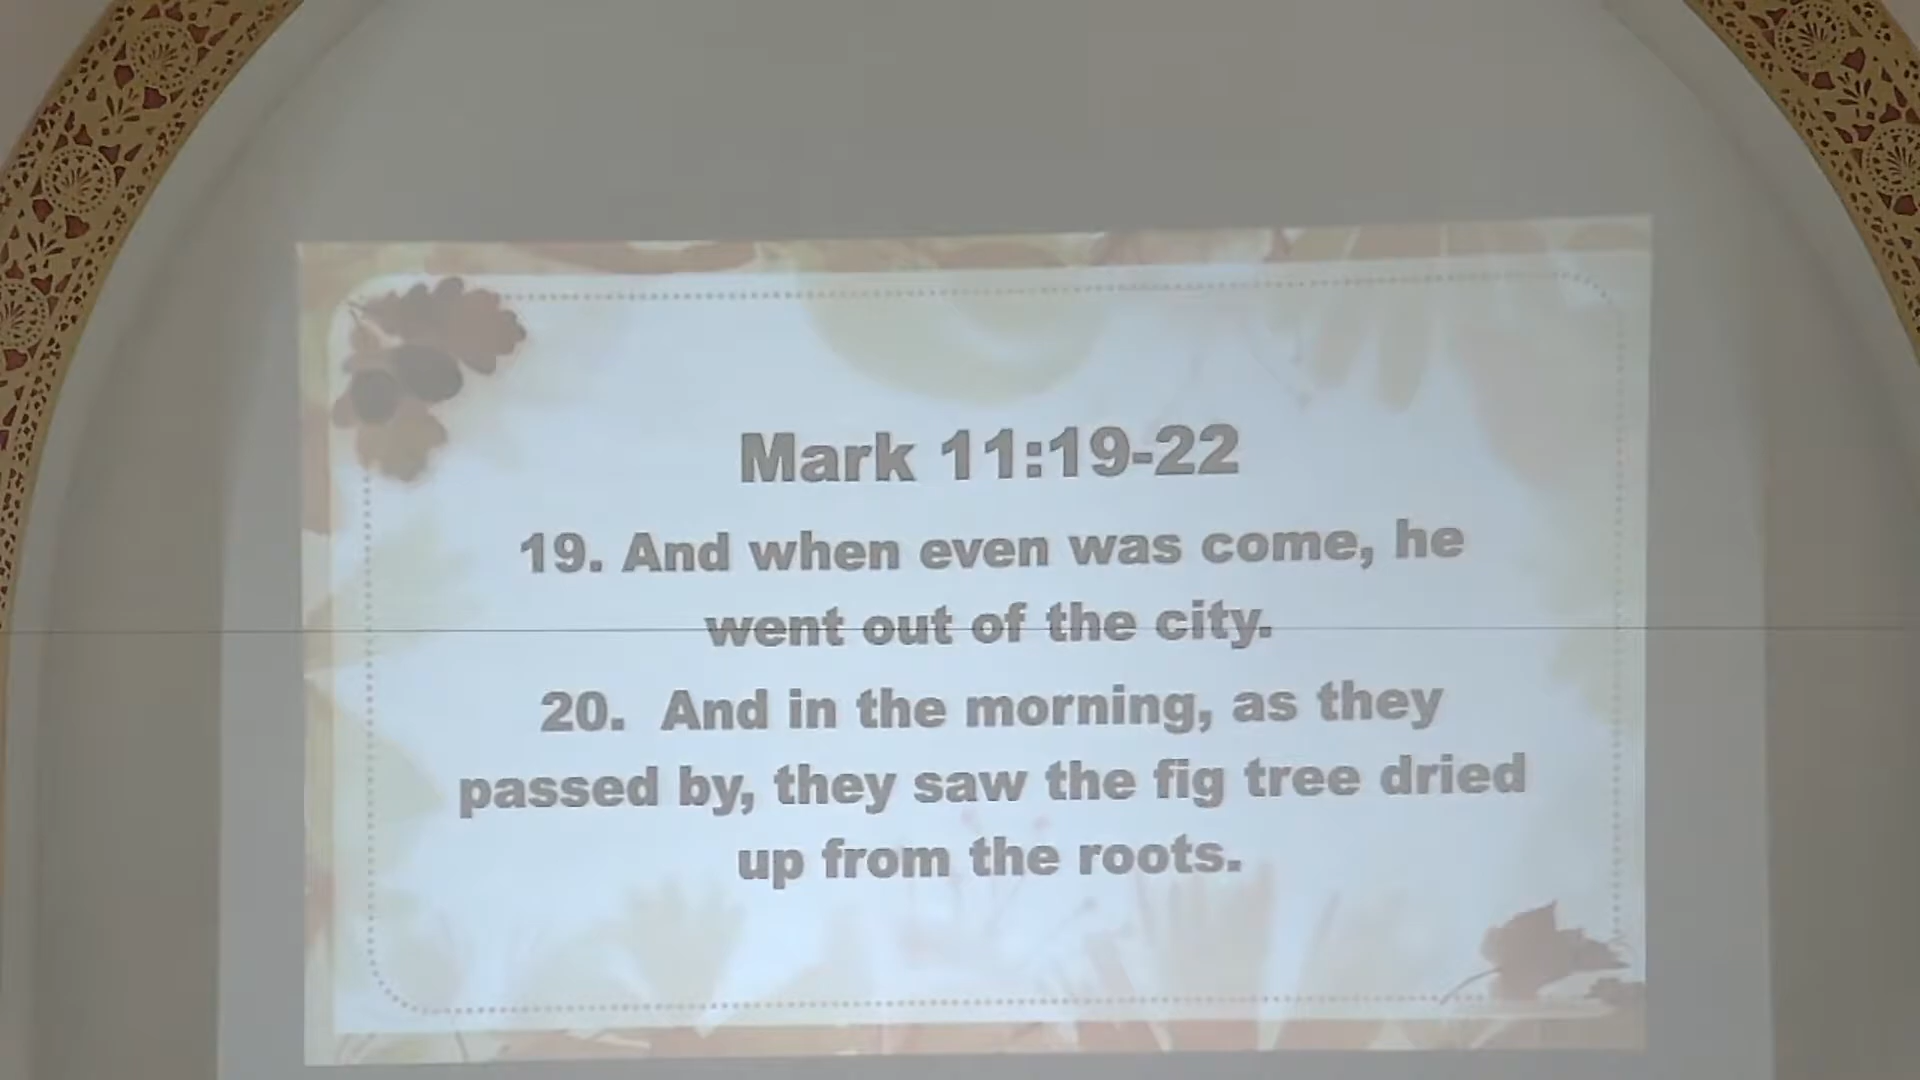 Mark 11:19-22
19. And when even was come, he
went out of the city.
20. And in the morning, as they
passed by, they saw the fig tree dried
up from the roots.